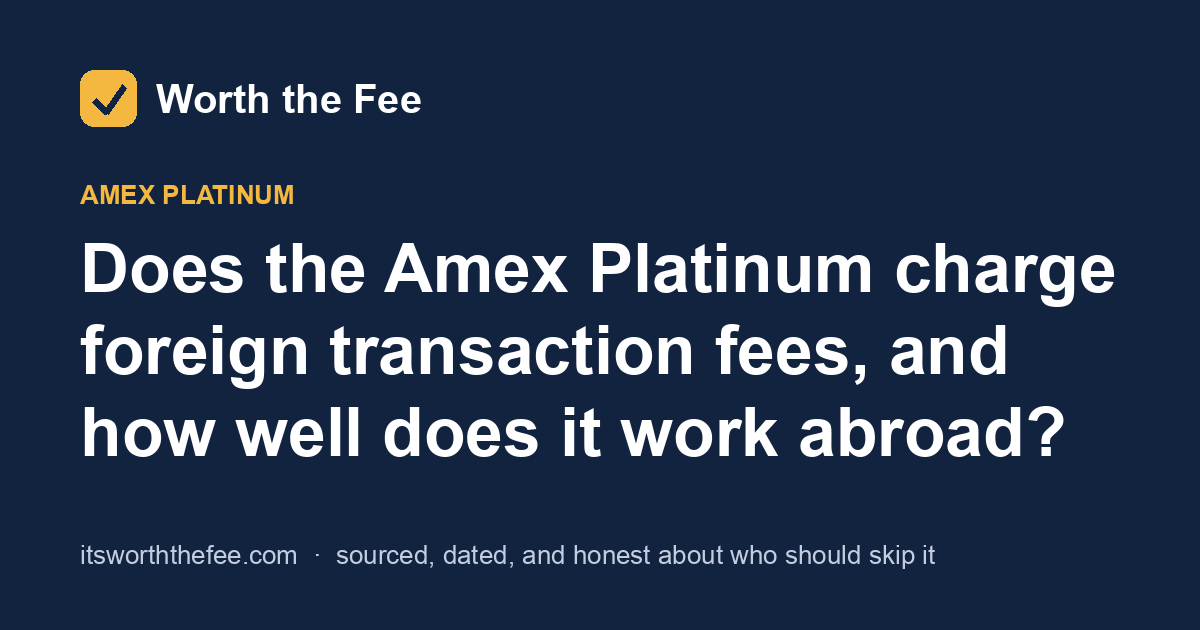 Worth the Fee
AMEX PLATINUM
Does the Amex Platinum charge
foreign transaction fees, and
how well does it work abroad?
itsworththefee.com · sourced, dated, and honest about who should skip it